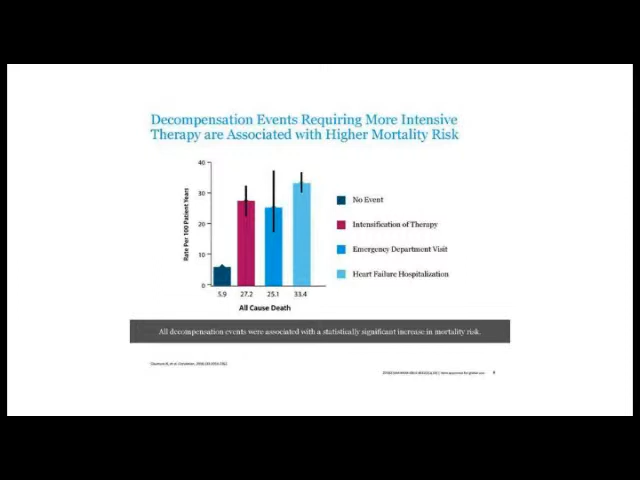 Decompensation Events Requiring More Intensive
Therapy are Associated with Higher Mortality Risk
Rate Per 100 Patient Years
40
30
20
10
0
5.9
27.2
25.1
33.4
All Cause Death
No Event
Intensification of Therapy
Emergency Department Visit
Heart Failure Hospitalization
All decompensation events were associated with a statistically significant increase in mortality risk.